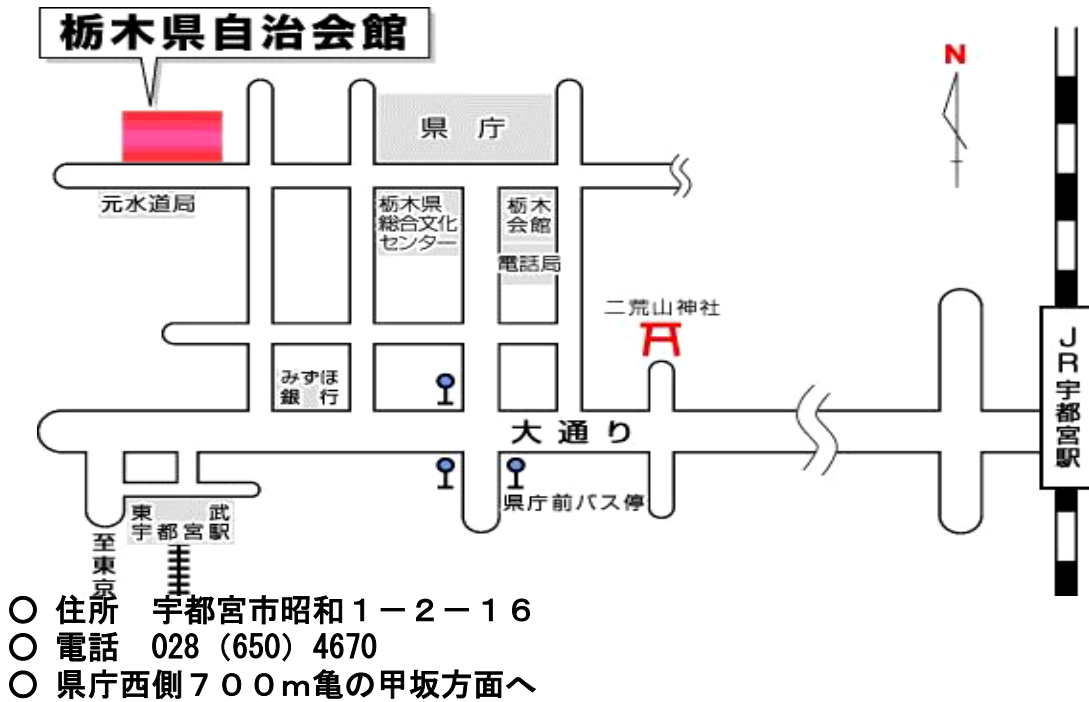 栃木県自治会館
N
県 庁
元水道局
栃木県
総合文化
センター
栃木
会館
電話局
二荒山神社
JR宇都宮駅
みずほ
銀 行
大 通 り
県庁前バス停
東 武
宇都宮駅
至東京
○ 住所 宇都宮市昭和1-2-16
○ 電話 028 (650) 4670
○ 県庁西側700m亀の甲坂方面へ